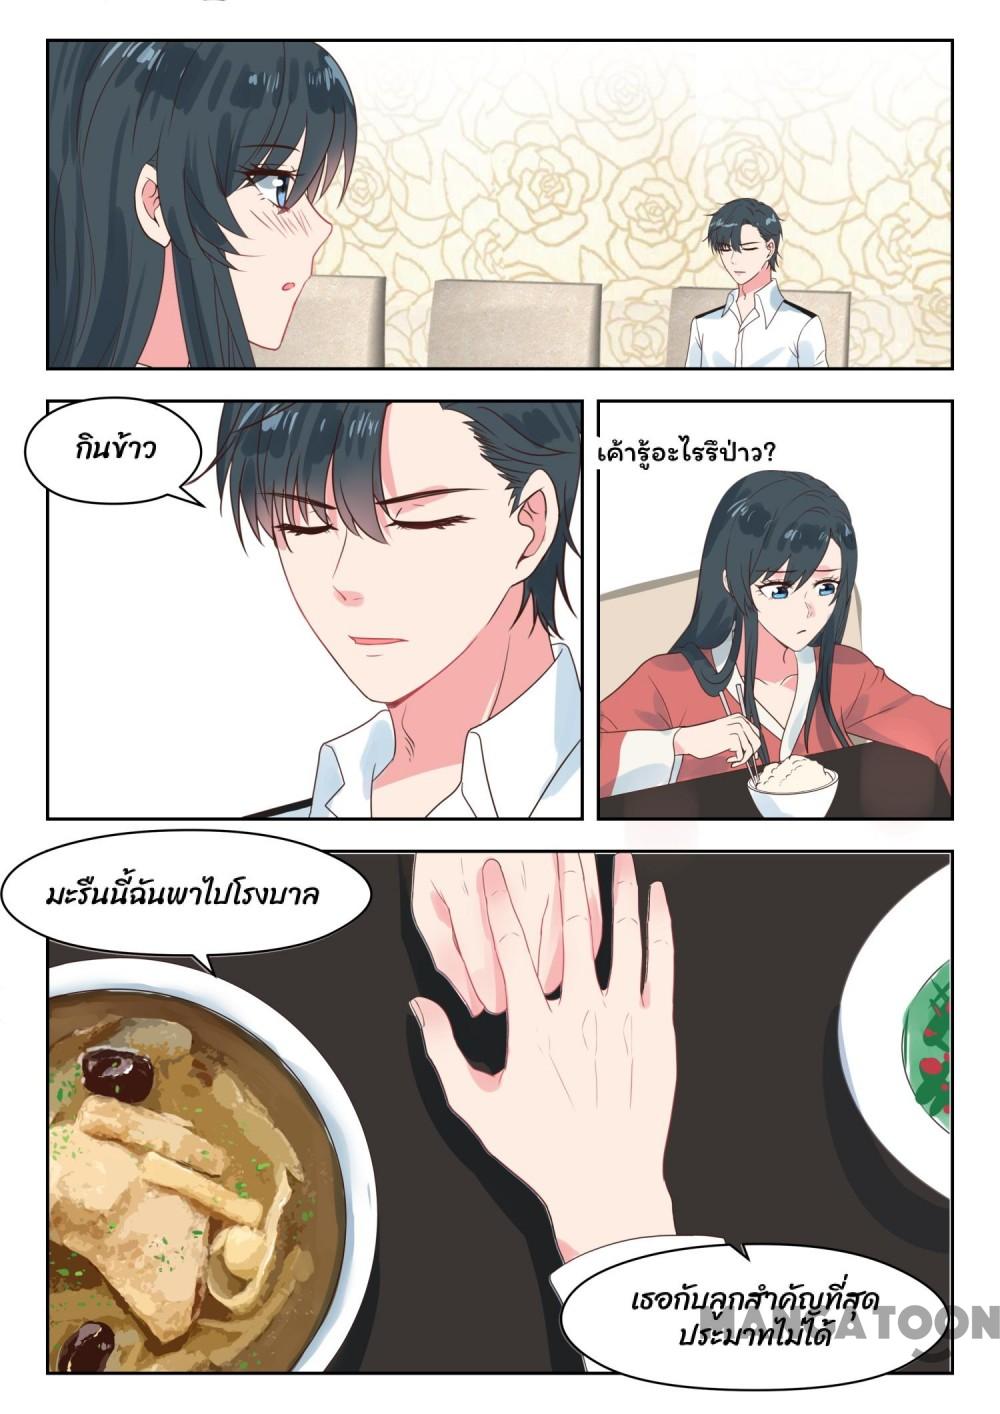 กินข้าว
เค้ารู้อะไรรึป่าว?
มะรืนนี้ฉันพาไปโรงบาล
เธอกับลูกสำคัญที่สุด
ประมาทไม่ได้
MANGATOON